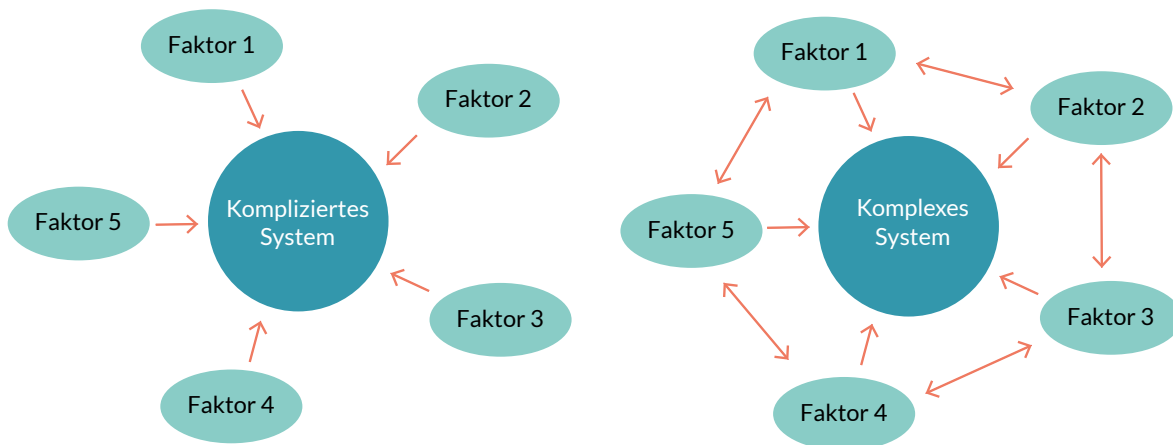 Faktor 1
Faktor 2
Faktor 5
Kompliziertes
System
Faktor 3
Faktor 4
Faktor 1
Faktor 2
Faktor 5
Komplexes
System
Faktor 3
Faktor 4